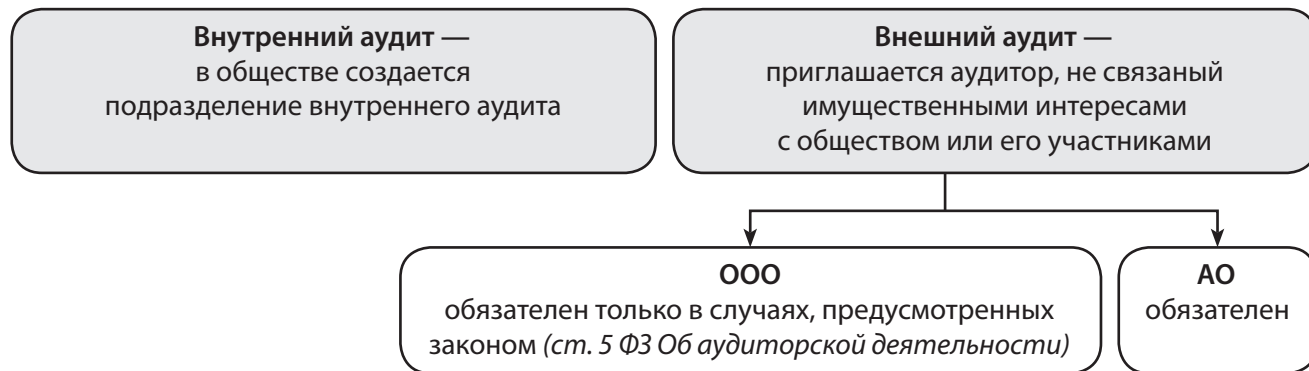 Внутренний аудит —
в обществе создается
подразделение внутреннего аудита
Внешний аудит —
приглашается аудитор, не связаный
имущественными интересами
с обществом или его участниками
ООО
обязателен только в случаях, предусмотренных
законом (ст. 5 ФЗ Об аудиторской деятельности)
АО
обязателен